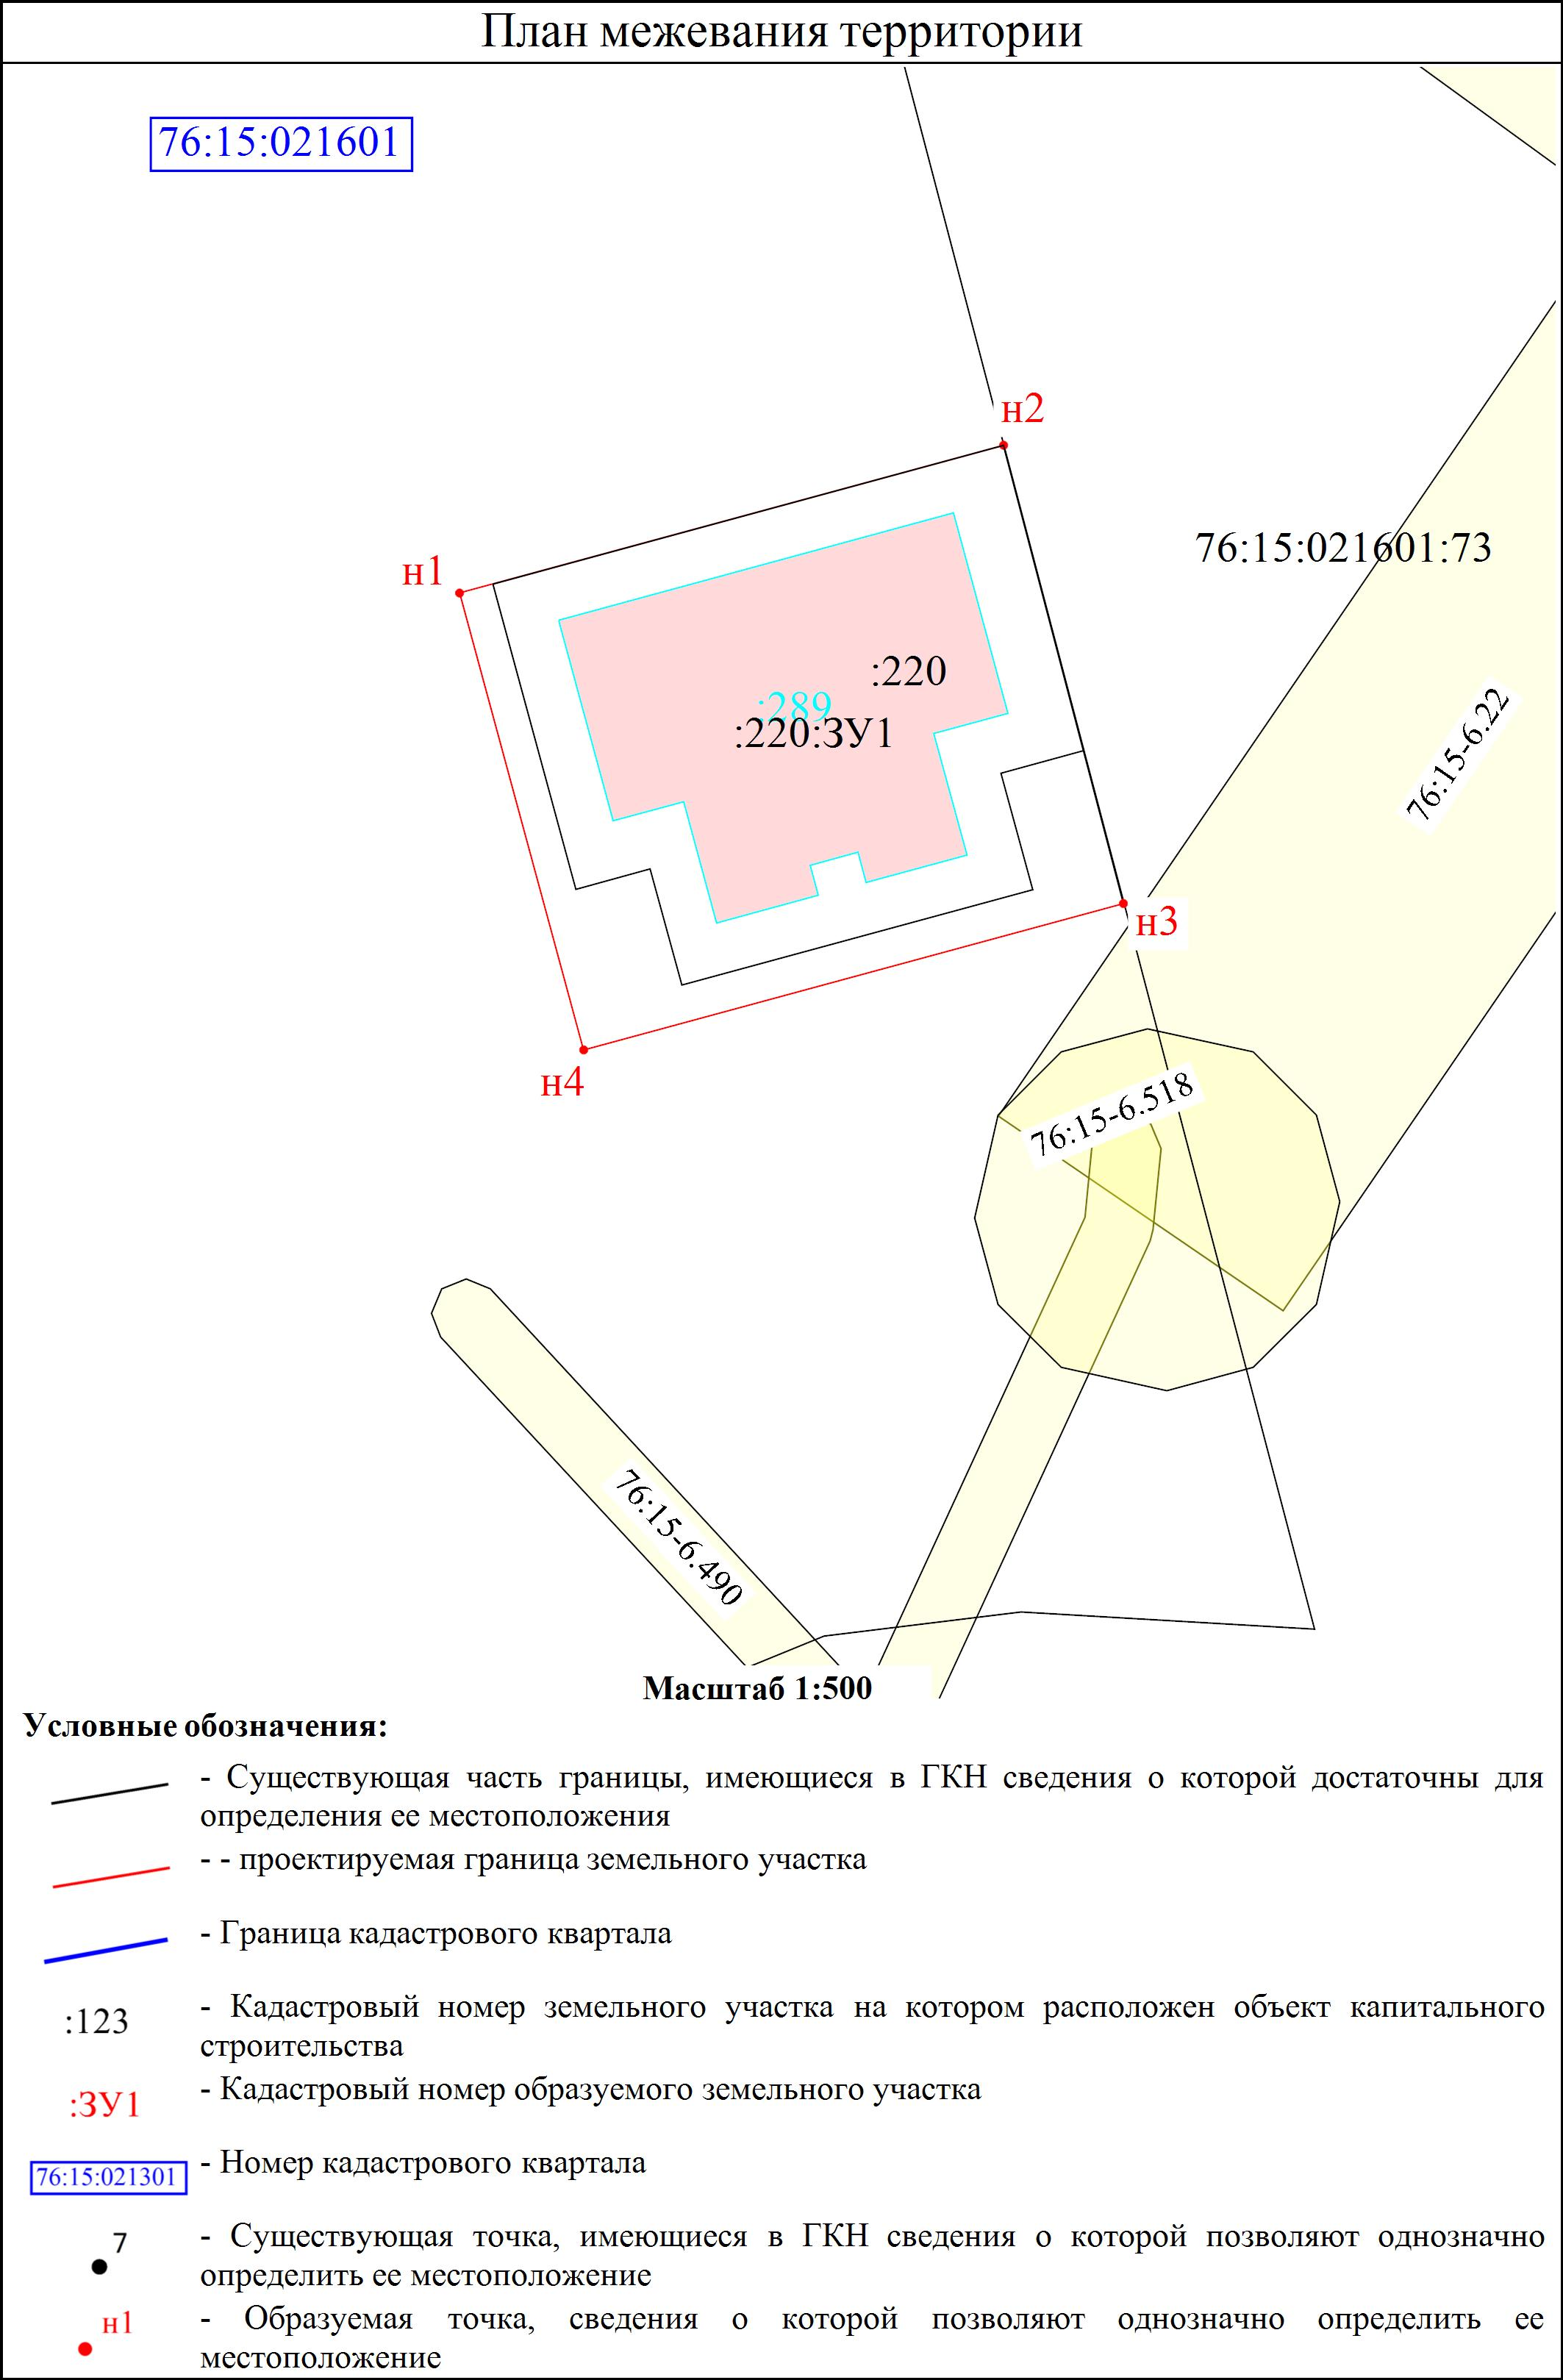 План межевания территории
76:15:021601
н2
76:15:021601:73
н1
:220
:289
:220:ЗУ1
76:15-6.22
н3
н4
76:15-6.518
76:15-6.490
Масштаб 1:500
Условные обозначения:
- Существующая часть границы, имеющиеся в ГКН сведения о которой достаточны для
определения ее местоположения
- - проектируемая граница земельного участка
- Граница кадастрового квартала
:123
- Кадастровый номер земельного участка на котором расположен объект капитального
строительства
:ЗУ1
- Кадастровый номер образуемого земельного участка
76:15:021301
- Номер кадастрового квартала
7
- Существующая точка, имеющиеся в ГКН сведения о которой позволяют однозначно
определить ее местоположение
н1
- Образуемая точка, сведения о которой позволяют однозначно определить ее
местоположение